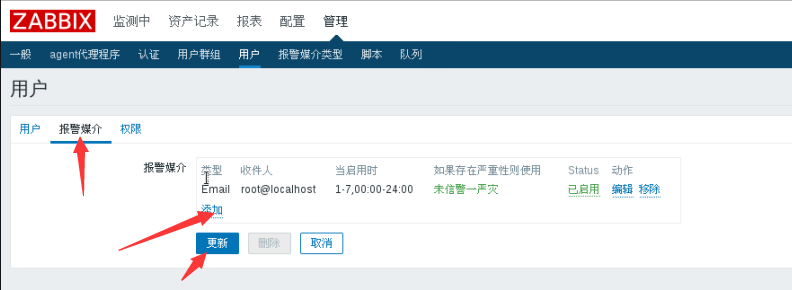 ZABBIX 监测中 资产记录 报表 配置 管理
一般 agent代理程序 认证 用户群组 用户 报警媒介类型 脚本 队列
用户
用户 报警媒介 权限
报警媒介 类型 收件人 当启用时 如果存在严重性则使用 Status 动作
Email root@localhost 1-7,00:00-24:00 未信警一严灾 已启用 编辑 移除
添加
更新 删除 取消